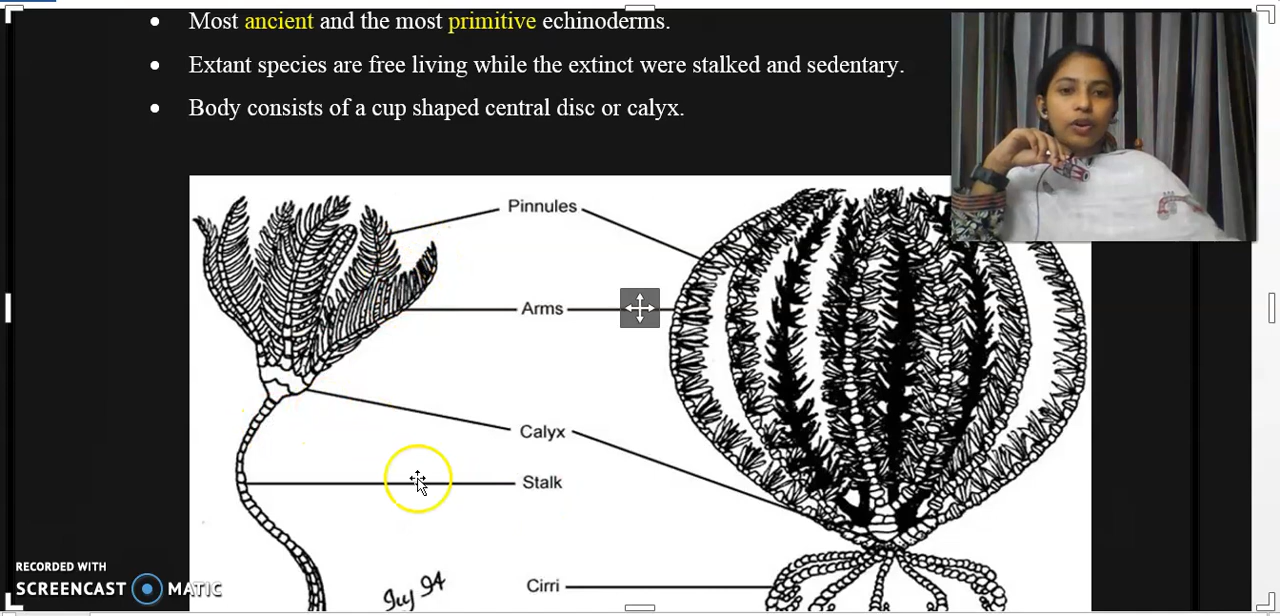 • Most ancient and the most primitive echinoderms.
• Extant species are free living while the extinct were stalked and sedentary.
• Body consists of a cup shaped central disc or calyx.
Pinnules
Arms
Calyx
Stalk
Cirri
RECORDED WITH
SCREENCAST MATIC